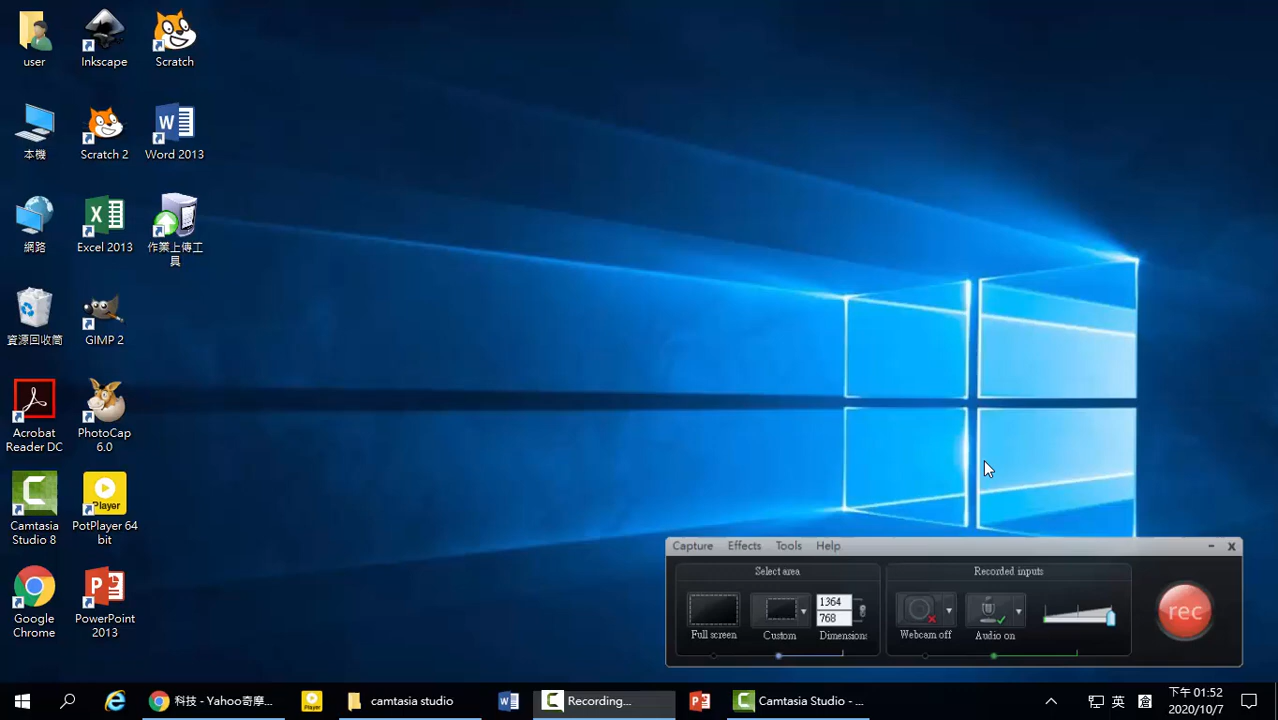 user
Inkscape
Scratch
本機
Scratch 2
Word 2013
網路
Excel 2013
作業上傳工
具
資源回收筒
GIMP 2
Acrobat
Reader DC
PhotoCap
6.0
Camtasia
Studio 8
Player
PotPlayer 64
bit
Google
Chrome
PowerPoint
2013
Capture Effects Tools Help
Select area
Recorded inputs
1364
768
Full screen
Custom
Dimensions
Webcam off
Audio on
rec
科技 - Yahoo奇摩...
camtasia studio
Recording...
Camtasia Studio - ...
英
下午 01:52
2020/10/7